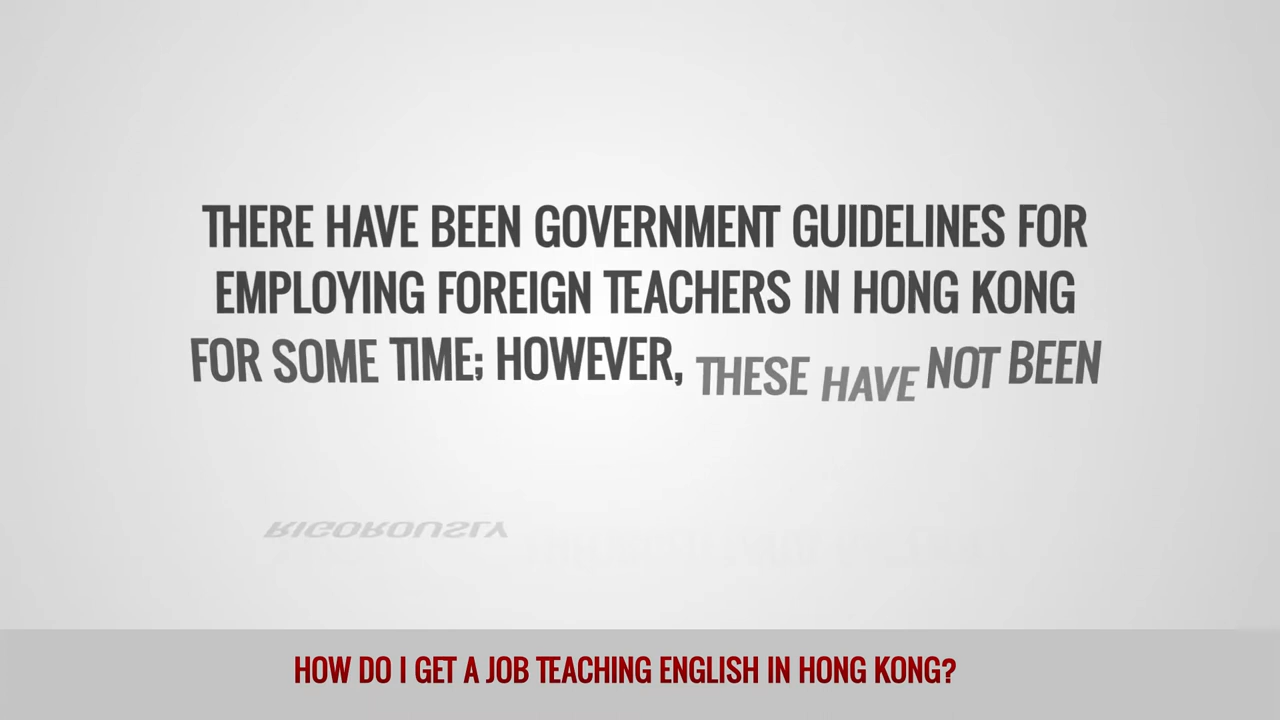 THERE HAVE BEEN GOVERNMENT GUIDELINES FOR
EMPLOYING FOREIGN TEACHERS IN HONG KONG
FOR SOME TIME; HOWEVER, THESE HAVE NOT BEEN
RIGOROUSLY
HOW DO I GET A JOB TEACHING ENGLISH IN HONG KONG?